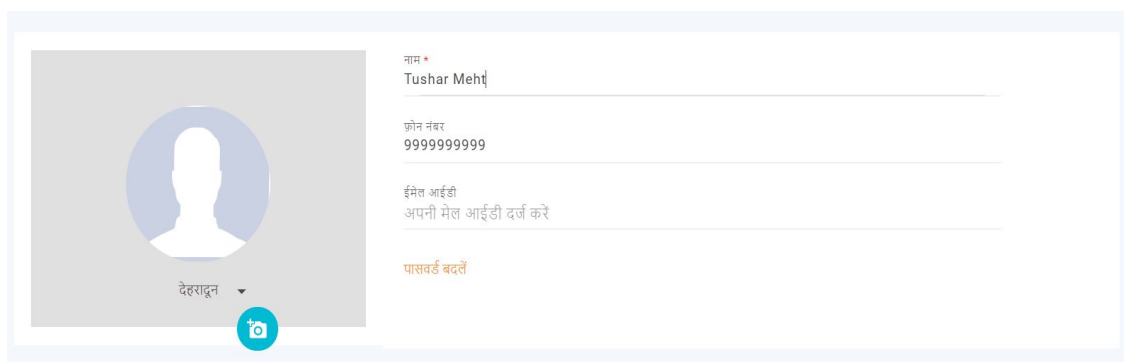 नाम *
Tushar Meht
फ़ोन नंबर
9999999999
ईमेल आईडी
अपनी मेल आईडी दर्ज करें
पासवर्ड बदलें
देहरादून